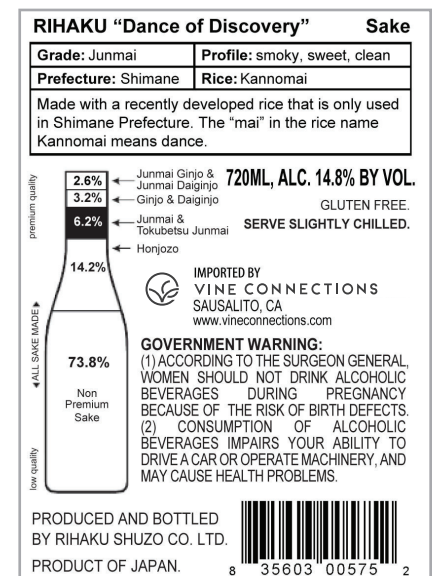 RIHAKU “Dance of Discovery” Sake
Grade: Junmai Profile: smoky, sweet, clean
Prefecture: Shimane Rice: Kannomai
Made with a recently developed rice that is only used
in Shimane Prefecture. The “mai” in the rice name
Kannomai means dance.
premium quality
◄ALL SAKE MADE►
low quality
2.6%
Junmai Ginjo &
Junmai Daiginjo
3.2%
Ginjo & Daiginjo
6.2%
Junmai &
Tokubetsu Junmai
Honjozo
14.2%
73.8%
Non
Premium
Sake
720ML, ALC. 14.8% BY VOL.
GLUTEN FREE.
SERVE SLIGHTLY CHILLED.
IMPORTED BY
VINE CONNECTIONS
SAUSALITO, CA
www.vineconnections.com
GOVERNMENT WARNING:
(1) ACCORDING TO THE SURGEON GENERAL,
WOMEN SHOULD NOT DRINK ALCOHOLIC
BEVERAGES DURING PREGNANCY
BECAUSE OF THE RISK OF BIRTH DEFECTS.
(2) CONSUMPTION OF ALCOHOLIC
BEVERAGES IMPAIRS YOUR ABILITY TO
DRIVE A CAR OR OPERATE MACHINERY, AND
MAY CAUSE HEALTH PROBLEMS.
PRODUCED AND BOTTLED
BY RIHAKU SHUZO CO. LTD.
PRODUCT OF JAPAN.
8 35603 00575 2